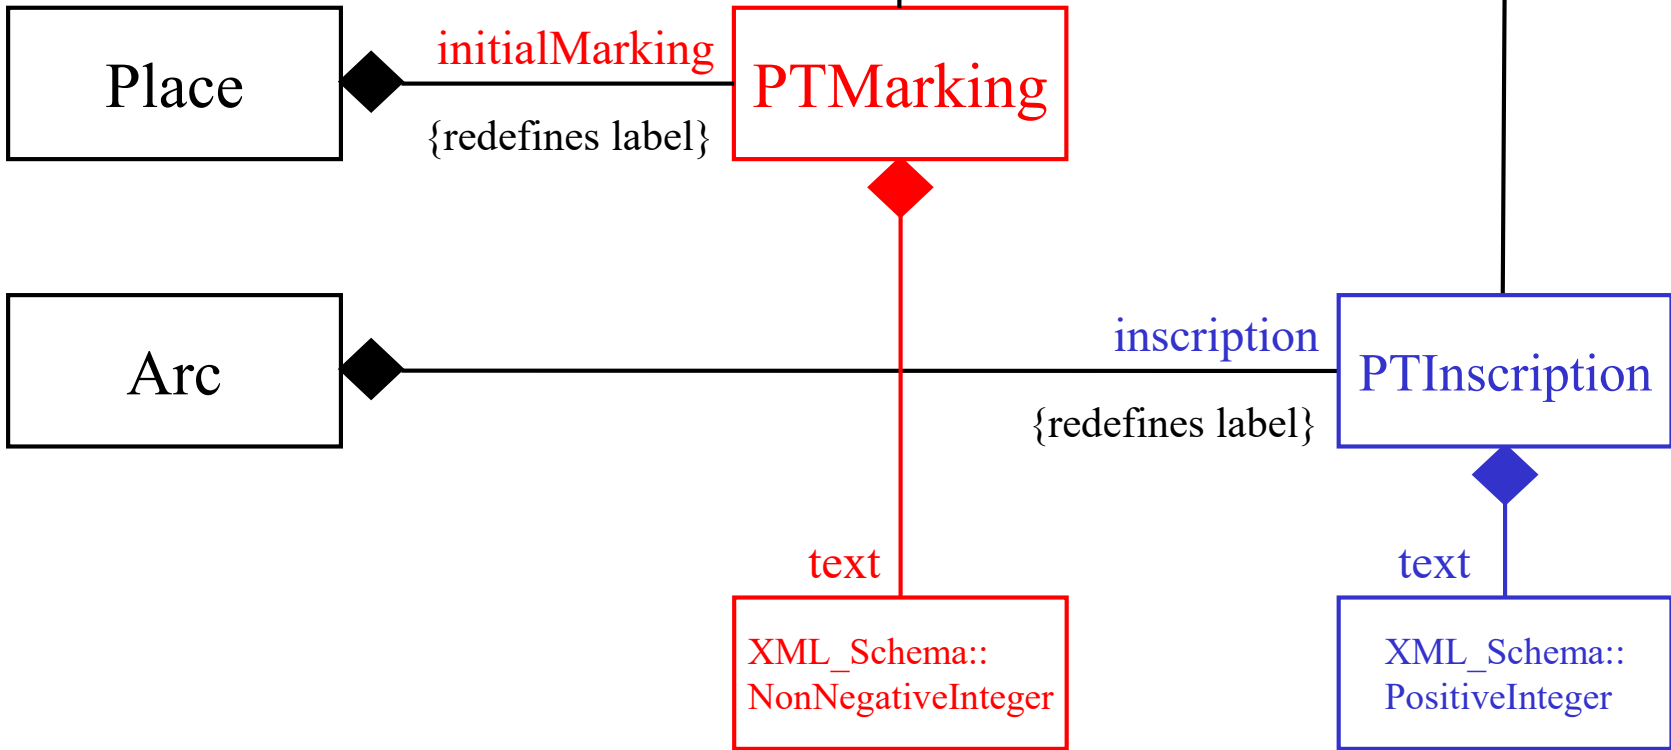 Place
initialMarking
{redefines label}
PTMarking
Arc
inscription
{redefines label}
PTInscription
text
XML_Schema::
NonNegativeInteger
text
XML_Schema::
PositiveInteger